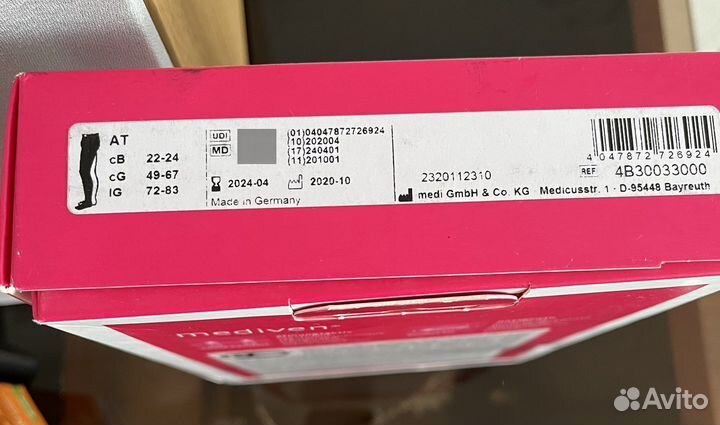 AT
cB 22-24
cG 49-67
lG 72-83
UDI
MD
(01)04047872726924
(10)202004
(17)240401
(11)201001
2024-04 2020-10
Made in Germany
2320112310
medi GmbH & Co. KG · Medicusstr. 1 · D-95448 Bayreuth
4 047872 726924
REF 4B30033000
mediven®
Avito